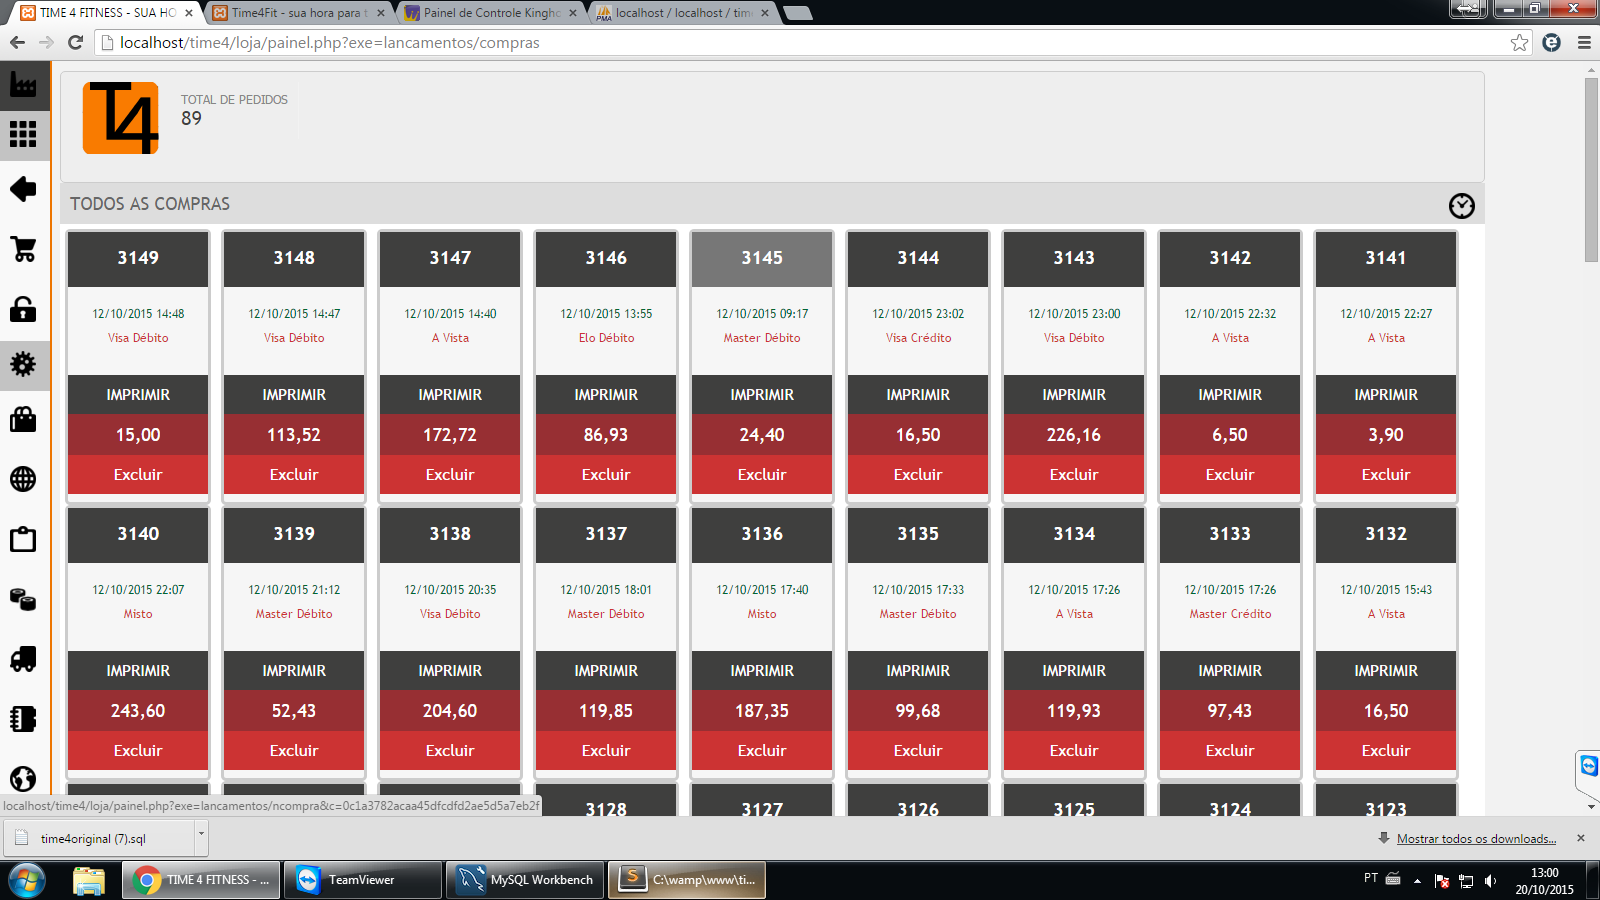 TIME 4 FITNESS - SUA HO
Time4Fit - sua hora para t
Painel de Controle Kingho
localhost / localhost / time
localhost/time4/loja/painel.php?exe=lancamentos/compras
T4
TOTAL DE PEDIDOS
89
TODOS AS COMPRAS
3149 3148 3147 3146 3145 3144 3143 3142 3141
12/10/2015 14:48 12/10/2015 14:47 12/10/2015 14:40 12/10/2015 13:55 12/10/2015 09:17 12/10/2015 23:02 12/10/2015 23:00 12/10/2015 22:32 12/10/2015 22:27
Visa Débito Visa Débito A Vista Elo Débito Master Débito Visa Crédito Visa Débito A Vista A Vista
IMPRIMIR IMPRIMIR IMPRIMIR IMPRIMIR IMPRIMIR IMPRIMIR IMPRIMIR IMPRIMIR IMPRIMIR
15,00 113,52 172,72 86,93 24,40 16,50 226,16 6,50 3,90
Excluir Excluir Excluir Excluir Excluir Excluir Excluir Excluir Excluir
3140 3139 3138 3137 3136 3135 3134 3133 3132
12/10/2015 22:07 12/10/2015 21:12 12/10/2015 20:35 12/10/2015 18:01 12/10/2015 17:40 12/10/2015 17:33 12/10/2015 17:26 12/10/2015 17:26 12/10/2015 15:43
Misto Master Débito Visa Débito Master Débito Misto Master Débito A Vista Master Crédito A Vista
IMPRIMIR IMPRIMIR IMPRIMIR IMPRIMIR IMPRIMIR IMPRIMIR IMPRIMIR IMPRIMIR IMPRIMIR
243,60 52,43 204,60 119,85 187,35 99,68 119,93 97,43 16,50
Excluir Excluir Excluir Excluir Excluir Excluir Excluir Excluir Excluir
3128 3127 3126 3125 3124 3123
localhost/time4/loja/painel.php?exe=lancamentos/ncompra&c=0c1a3782acaa45dfcdfd2ae5d5a7eb2f
time4original (7).sql
Mostrar todos os downloads...
TIME 4 FITNESS - ...
TeamViewer
MySQL Workbench
C:\wamp\www\ti...
PT
13:00
20/10/2015